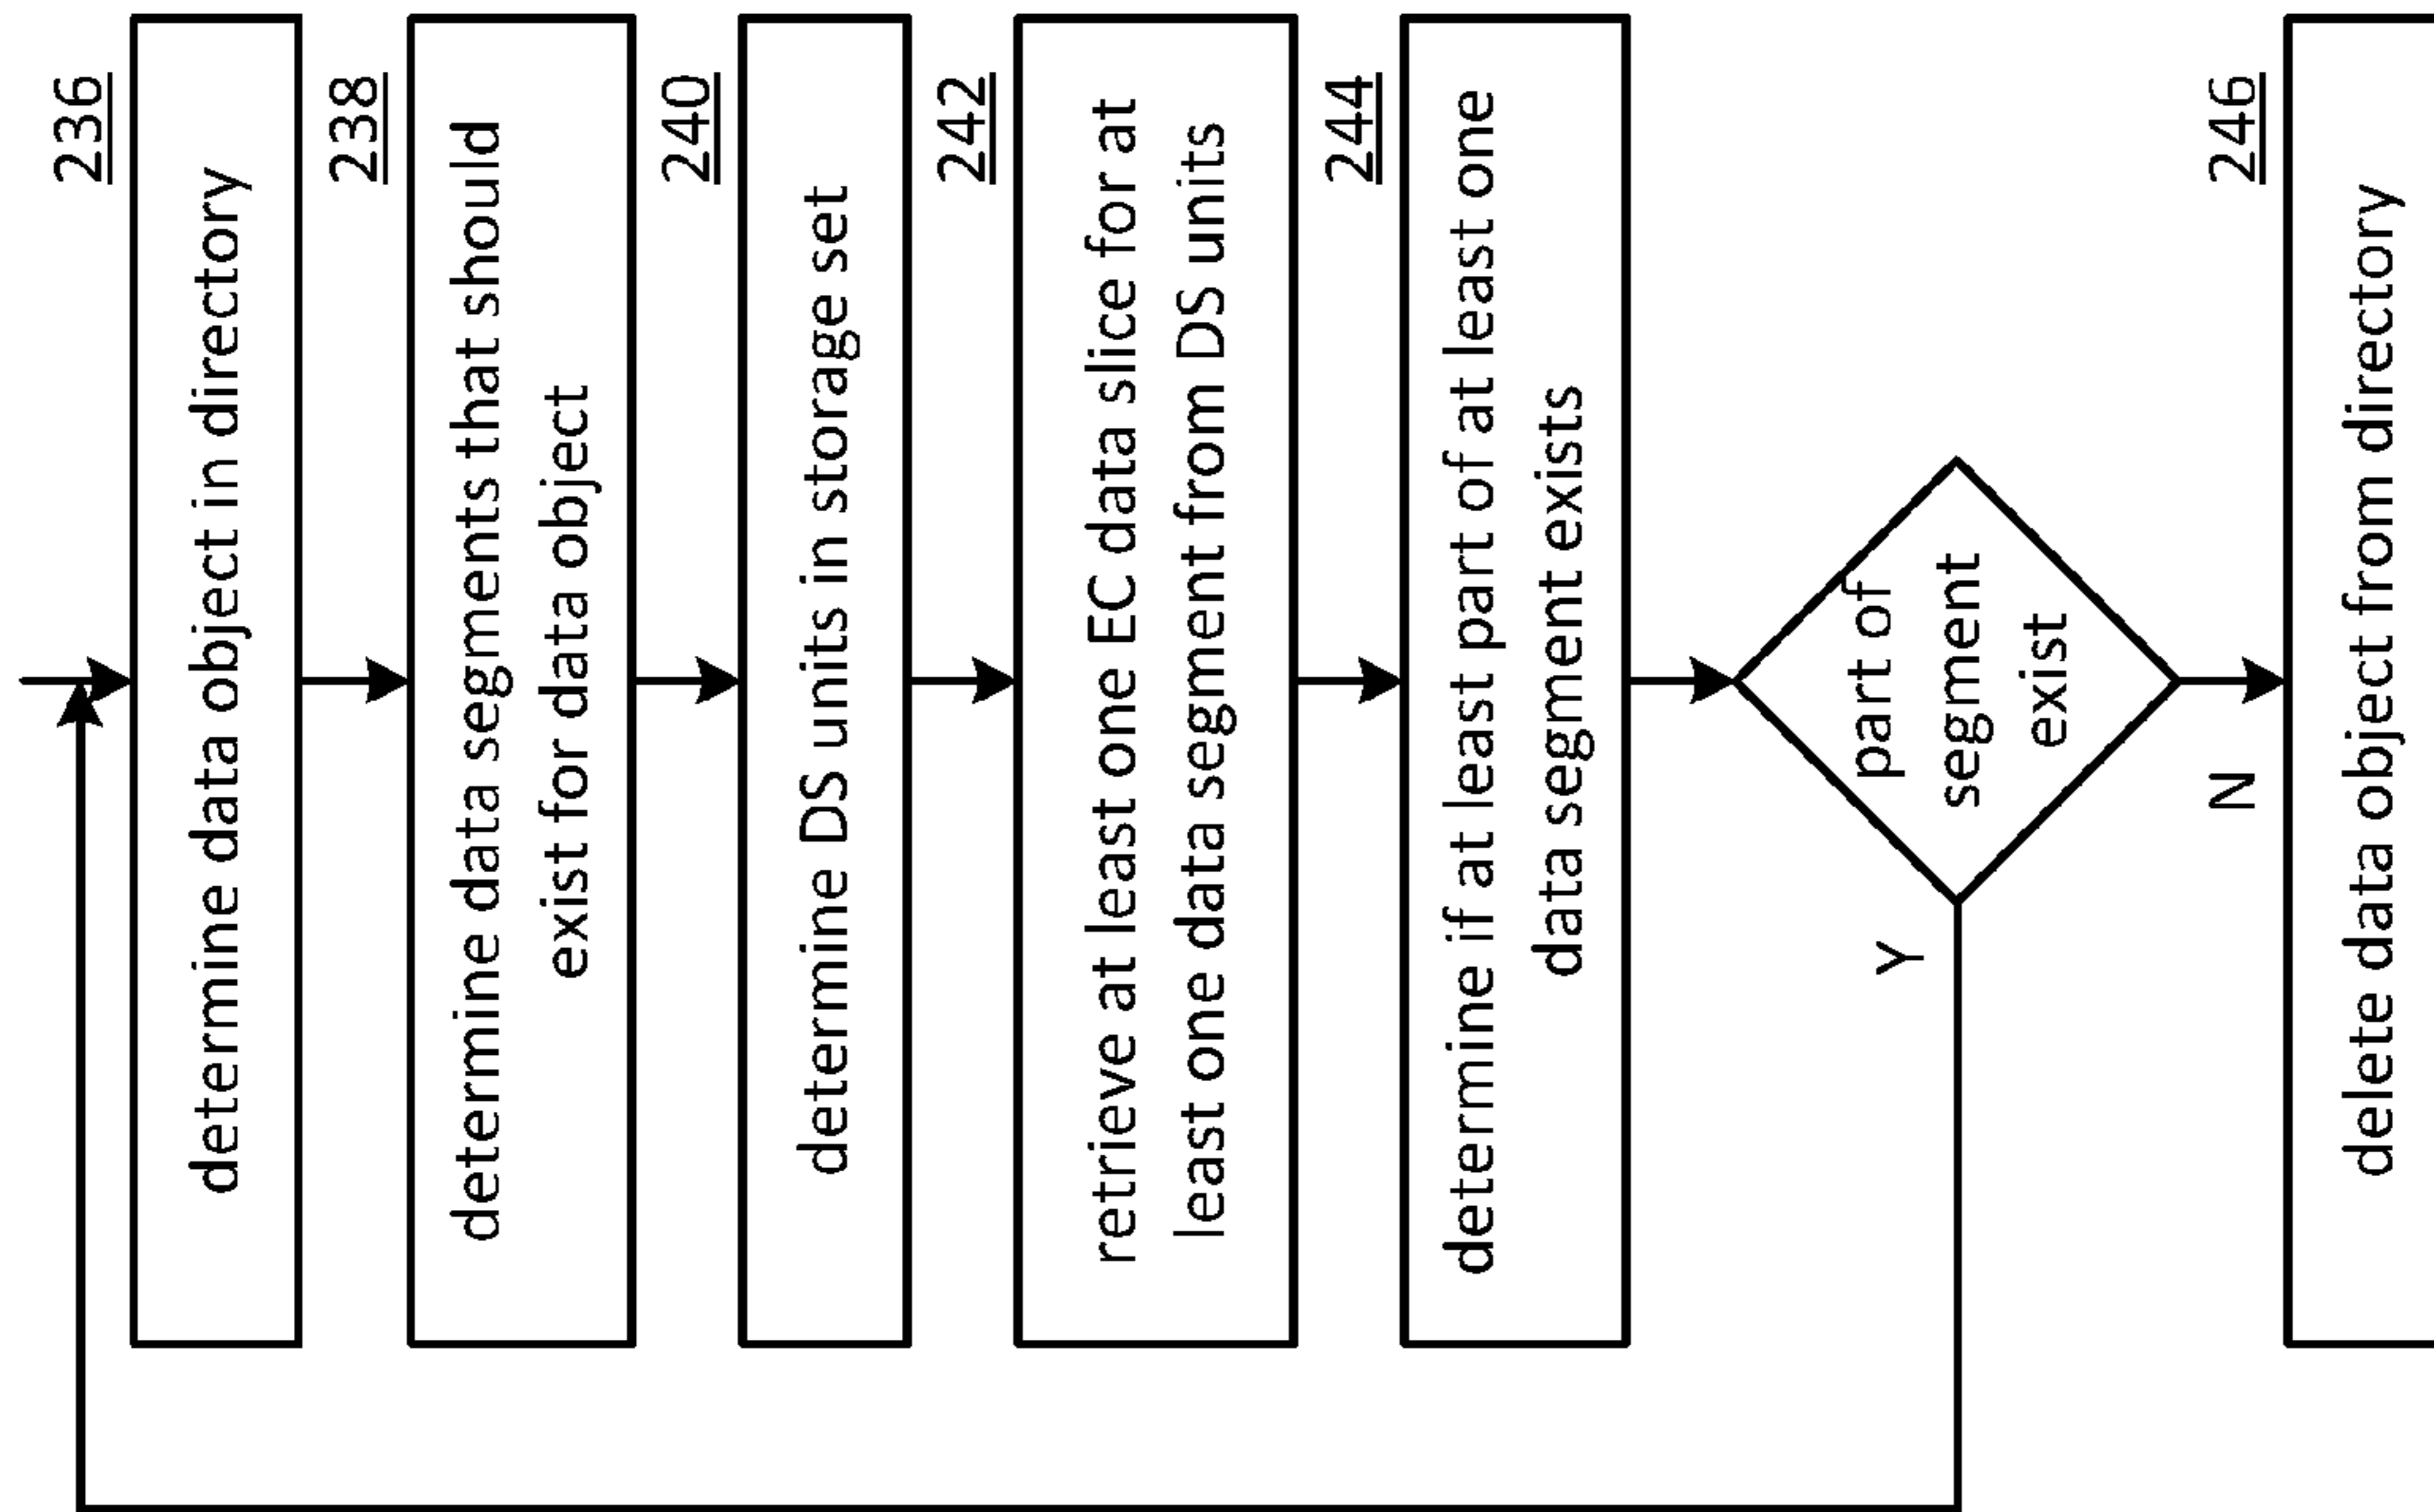 236
determine data object in directory
238
determine data segments that should
exist for data object
240
determine DS units in storage set
242
retrieve at least one EC data slice for at
least one data segment from DS units
244
determine if at least part of at least one
data segment exists
part of
segment
exist
Y
N
246
delete data object from directory